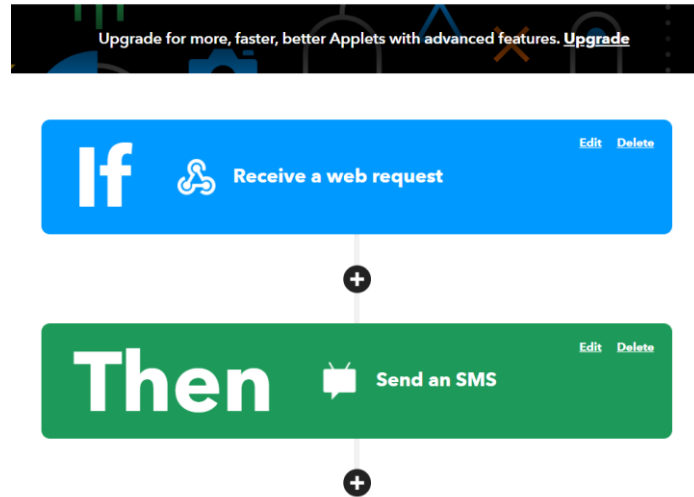 Upgrade for more, faster, better Applets with advanced features. Upgrade
Edit Delete
If Receive a web request
Edit Delete
Then Send an SMS